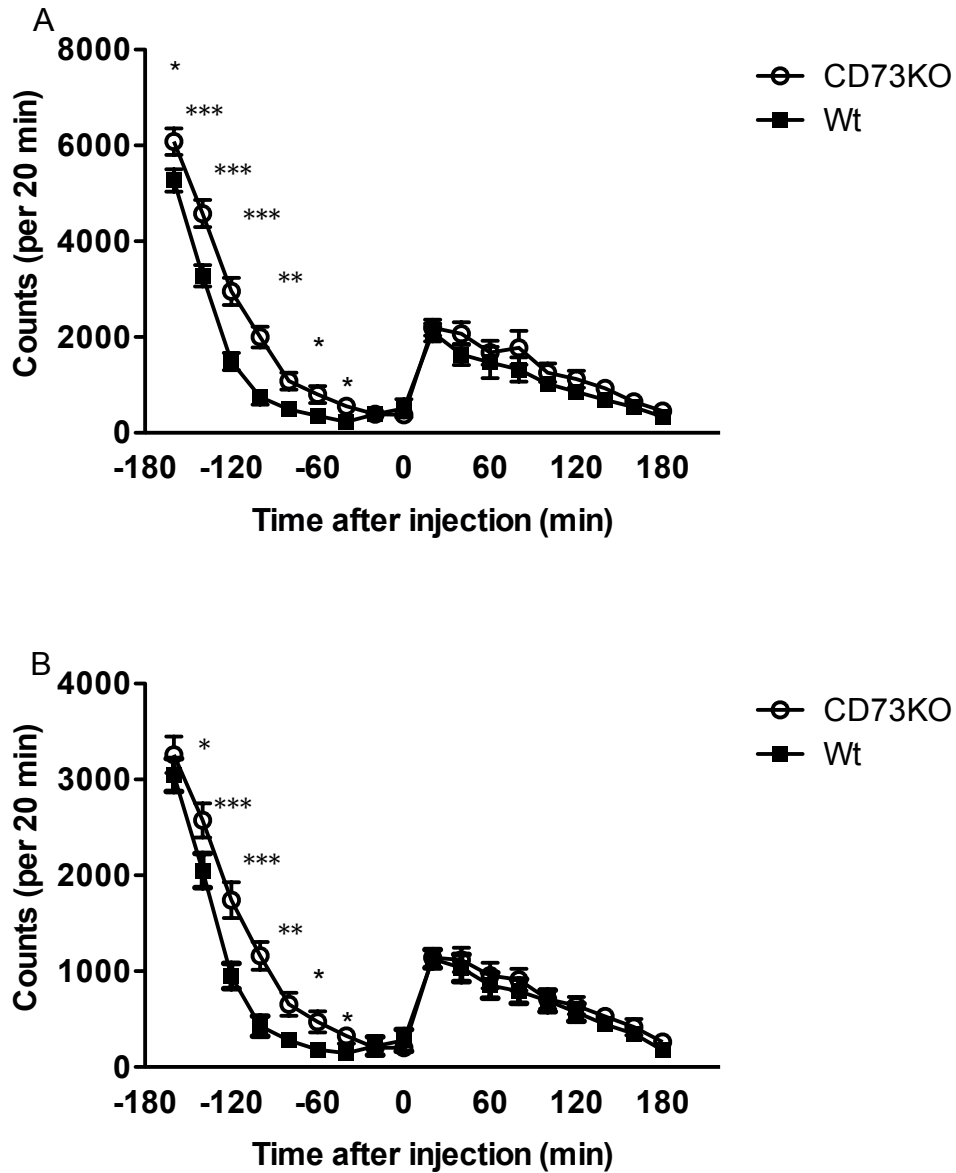 A
8000
6000
4000
2000
0
Counts (per 20 min)
*
***
***
***
**
*
*
CD73KO
Wt
-180 -120 -60 0 60 120 180
Time after injection (min)
B
4000
3000
2000
1000
0
Counts (per 20 min)
*
***
***
**
*
*
CD73KO
Wt
-180 -120 -60 0 60 120 180
Time after injection (min)